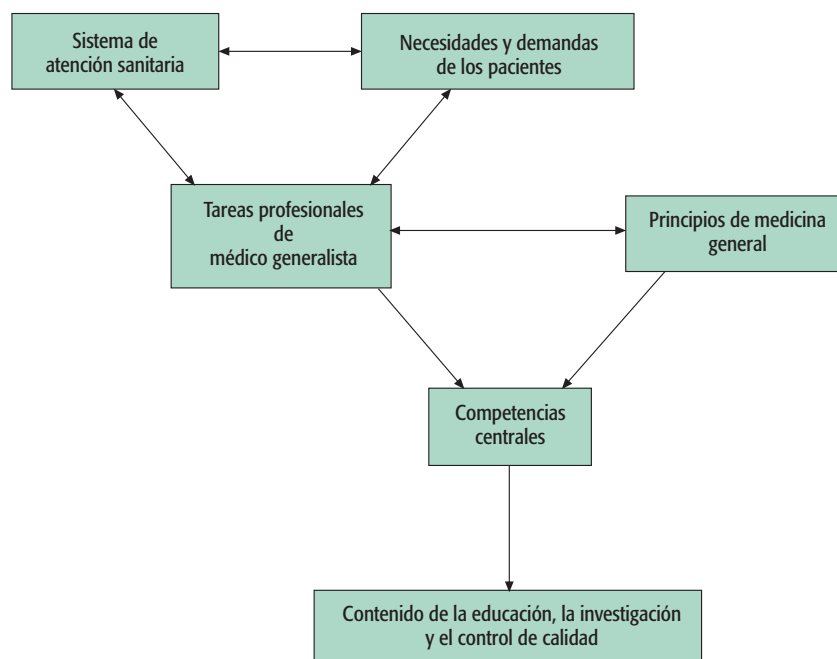 Sistema de
atención sanitaria
Necesidades y demandas
de los pacientes
Tareas profesionales
de
médico generalista
Principios de medicina
general
Competencias
centrales
Contenido de la educación, la investigación
y el control de calidad